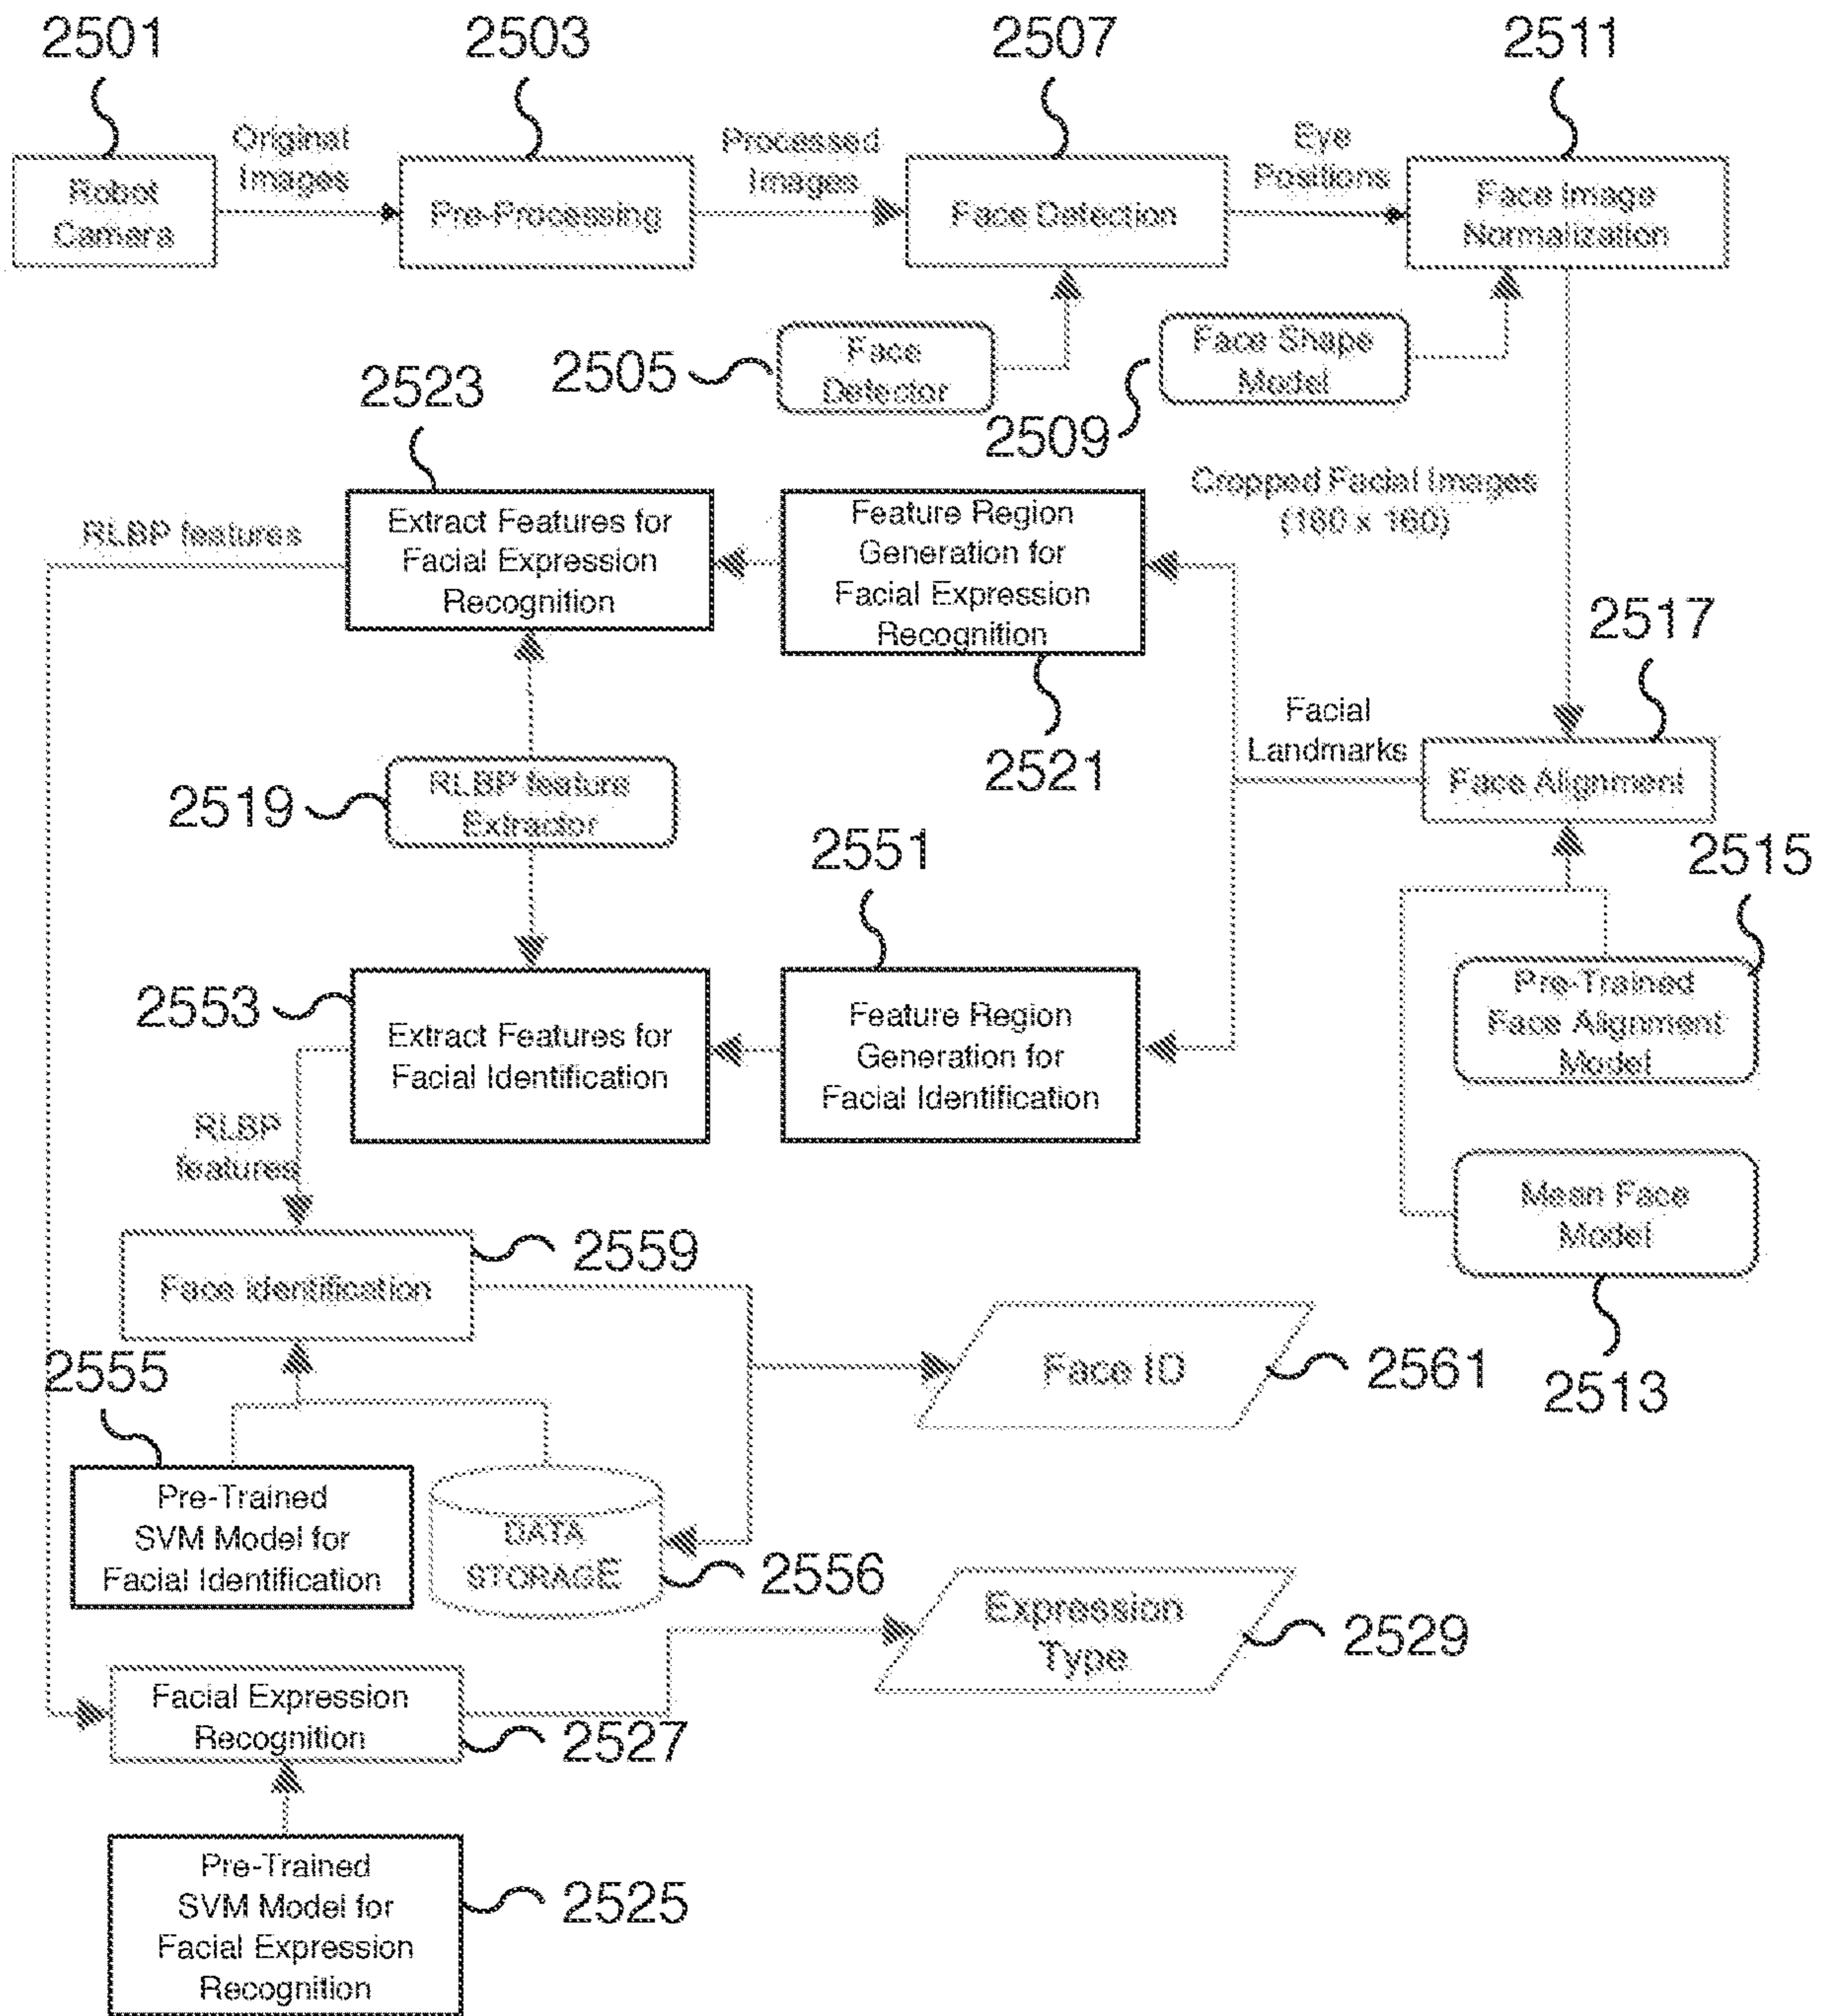 2501
2503
2507
2511
Original
Images
Processed
Images
Eye
Positions
Robot
Camera
Pre-Processing
Face Detection
Face Image
Normalization
2505
Face
Detector
2509
Face Shape
Model
2523
Cropped Facial Images
(160 x 160)
RLBP features
Extract Features for
Facial Expression
Recognition
Feature Region
Generation for
Facial Expression
Recognition
2517
2521
Facial
Landmarks
Face Alignment
2519
RLBP feature
Extractor
2551
2515
2553
Extract Features for
Facial Identification
Feature Region
Generation for
Facial Identification
Pre-Trained
Face Alignment
Model
RLBP
features
Mean Face
Model
2559
Face identification
2555
Face ID
2561
2513
Pre-Trained
SVM Model for
Facial Identification
DATA
STORAGE
2556
Expression
Type
2529
Facial Expression
Recognition
2527
Pre-Trained
SVM Model for
Facial Expression
Recognition
2525